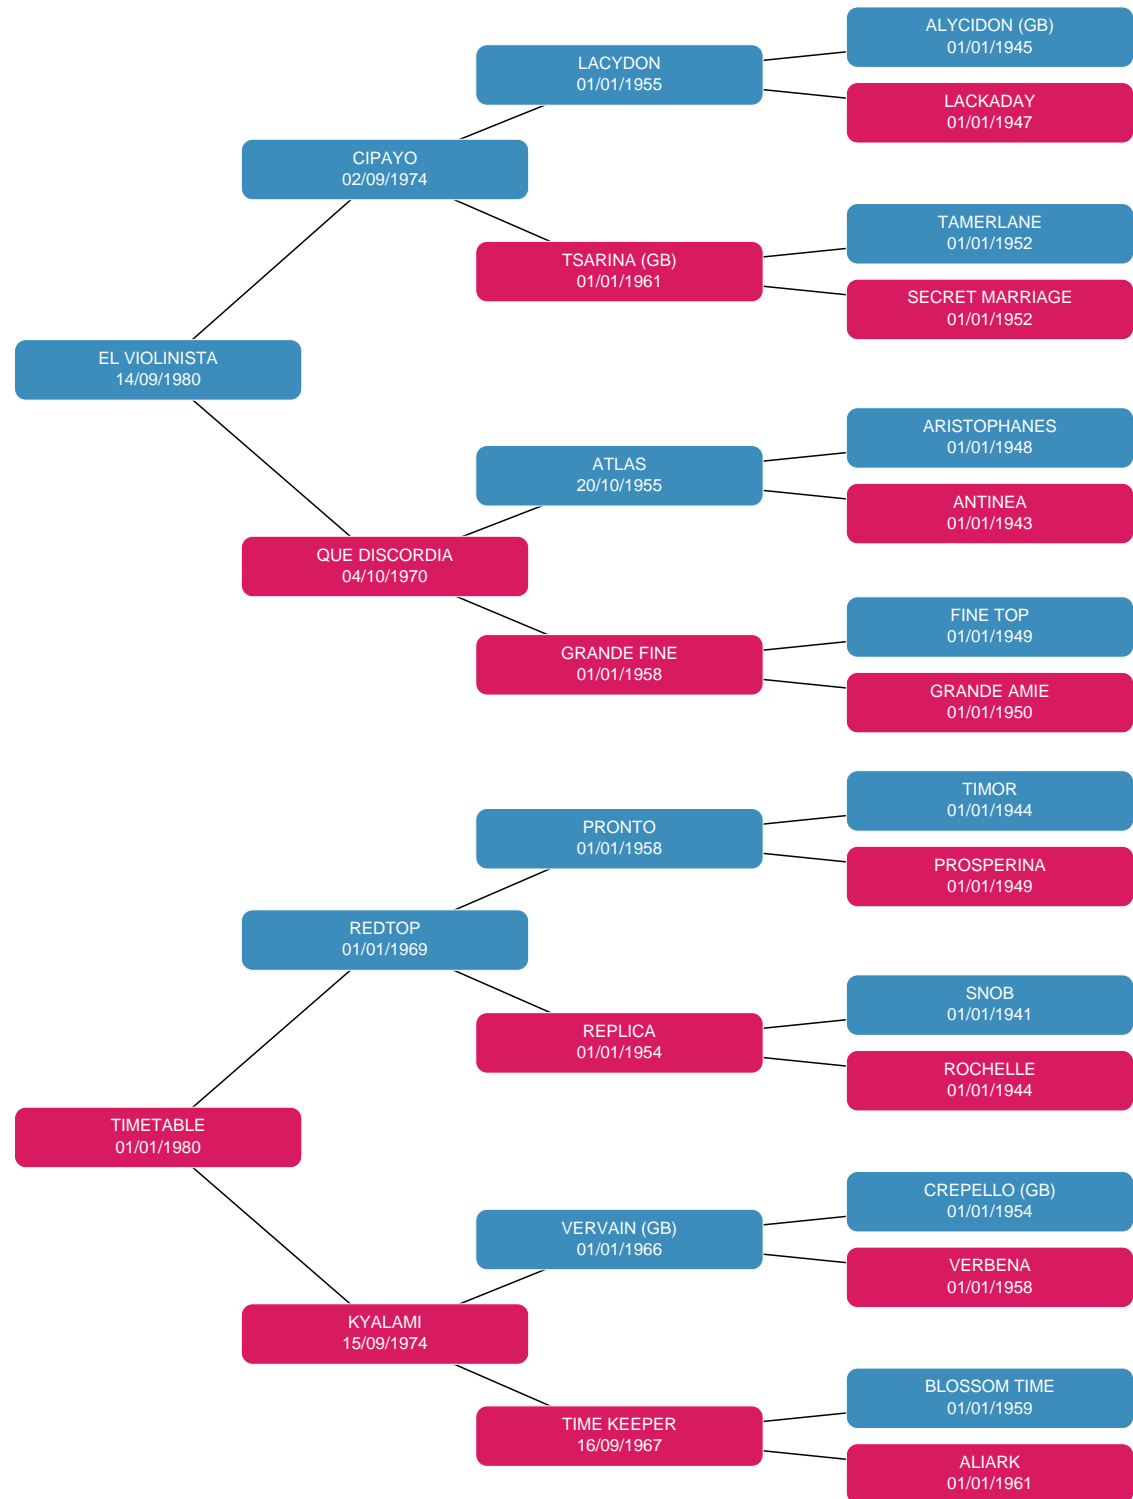 ALYCIDON (GB)
01/01/1945
LACYDON
01/01/1955
LACKADAY
01/01/1947
CIPAYO
02/09/1974
TAMERLANE
01/01/1952
TSARINA (GB)
01/01/1961
SECRET MARRIAGE
01/01/1952
EL VIOLINISTA
14/09/1980
ARISTOPHANES
01/01/1948
ATLAS
20/10/1955
ANTINEA
01/01/1943
QUE DISCORDIA
04/10/1970
FINE TOP
01/01/1949
GRANDE FINE
01/01/1958
GRANDE AMIE
01/01/1950
TIMOR
01/01/1944
PRONTO
01/01/1958
PROSPERINA
01/01/1949
REDTOP
01/01/1969
SNOB
01/01/1941
REPLICA
01/01/1954
ROCHELLE
01/01/1944
TIMETABLE
01/01/1980
CREPELLO (GB)
01/01/1954
VERVAIN (GB)
01/01/1966
VERBENA
01/01/1958
KYALAMI
15/09/1974
BLOSSOM TIME
01/01/1959
TIME KEEPER
16/09/1967
ALIARK
01/01/1961